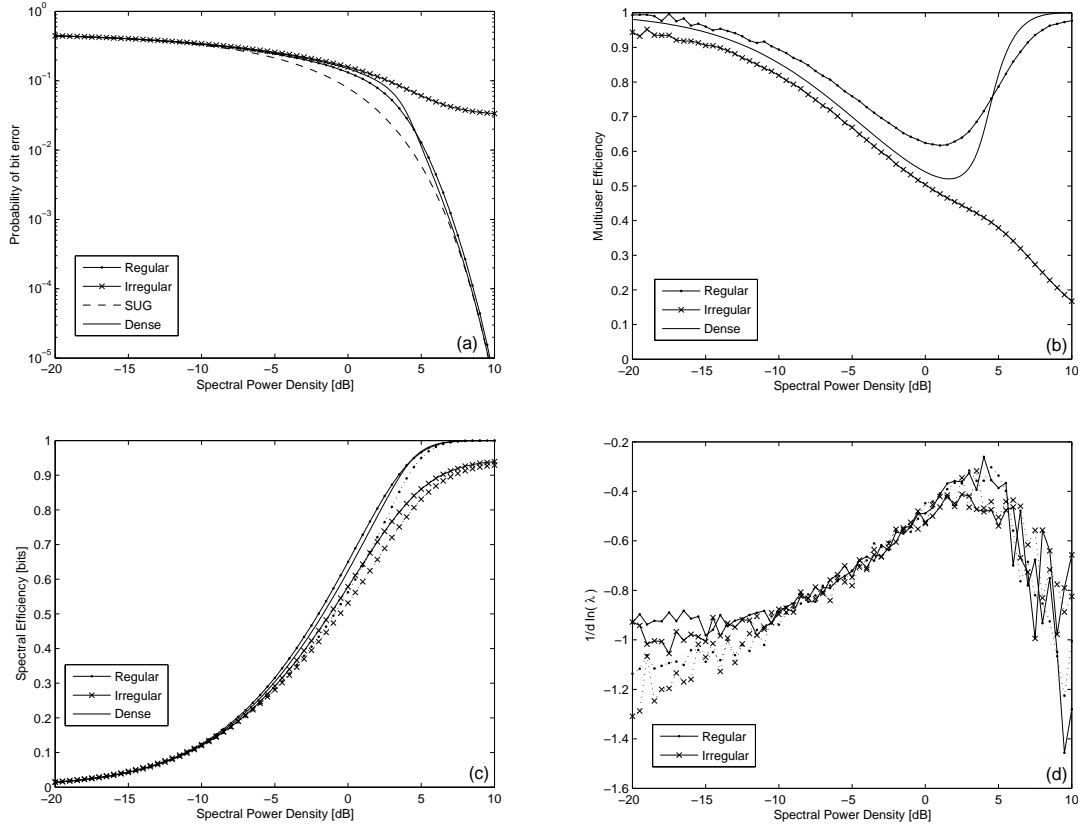 10^0
10^-1
10^-2
10^-3
10^-4
10^-5
Probability of bit error
Regular
Irregular
SUG
Dense
(a)
−20 −15 −10 −5 0 5 10
Spectral Power Density [dB]
1
0.9
0.8
0.7
0.6
0.5
0.4
0.3
0.2
0.1
0
Multiuser Efficiency
Regular
Irregular
Dense
(b)
−20 −15 −10 −5 0 5 10
Spectral Power Density [dB]
1
0.9
0.8
0.7
0.6
0.5
0.4
0.3
0.2
0.1
0
Spectral Efficiency [bits]
Regular
Irregular
Dense
(c)
−20 −15 −10 −5 0 5 10
Spectral Power Density [dB]
−0.2
−0.4
−0.6
−0.8
−1
−1.2
−1.4
−1.6
1/d ln( λ )
Regular
Irregular
(d)
−20 −15 −10 −5 0 5 10
Spectral Power Density [dB]